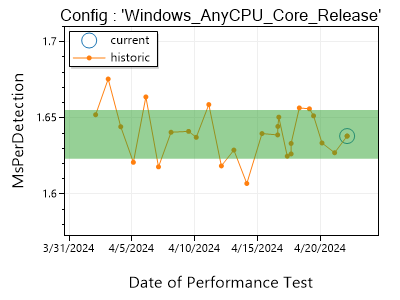 Config : 'Windows_AnyCPU_Core_Release'
current
historic
MsPerDetection
1.7
1.65
1.6
3/31/2024 4/5/2024 4/10/2024 4/15/2024 4/20/2024
Date of Performance Test